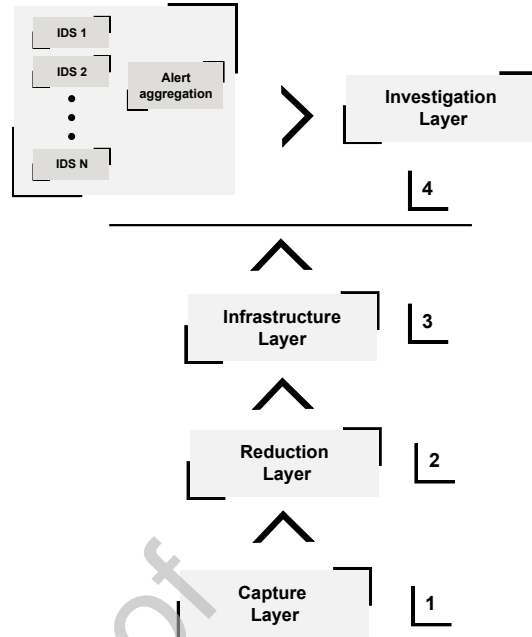 IDS 1
IDS 2
Alert
aggregation
IDS N
Investigation
Layer
4
Infrastructure
Layer
3
Reduction
Layer
2
Capture
Layer
1
of